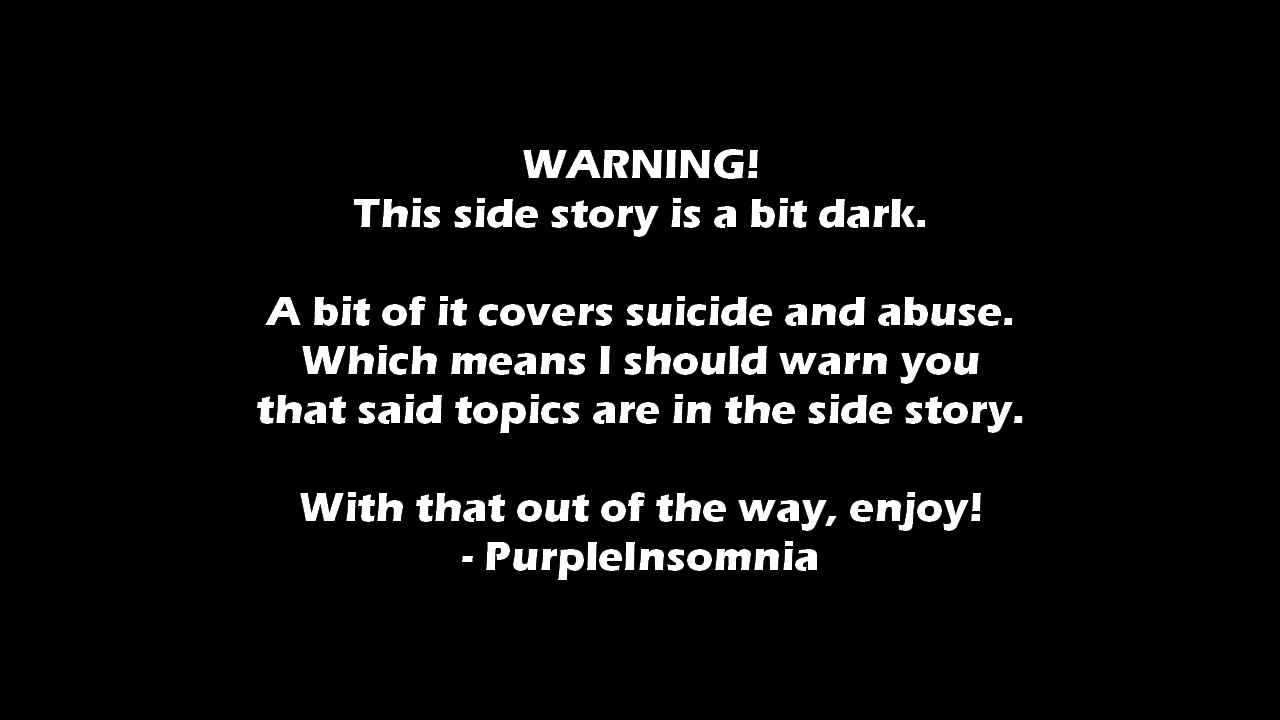 WARNING!
This side story is a bit dark.
A bit of it covers suicide and abuse.
Which means I should warn you
that said topics are in the side story.
With that out of the way, enjoy!
- PurpleInsomnia